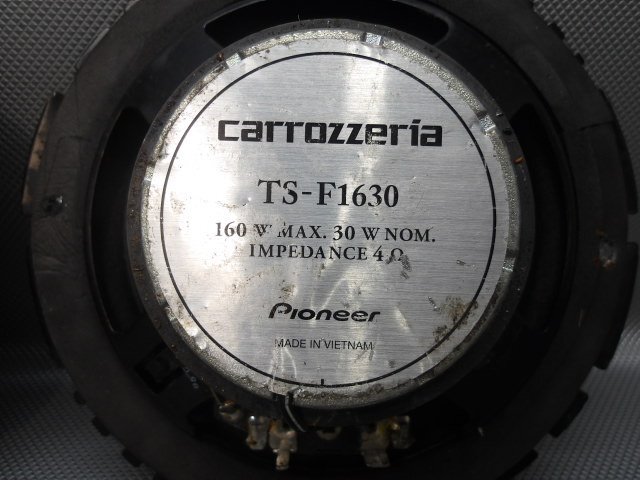 carrozzeria
TS-F1630
160 W MAX. 30 W NOM.
IMPEDANCE 4 Ω
Pioneer
MADE IN VIETNAM